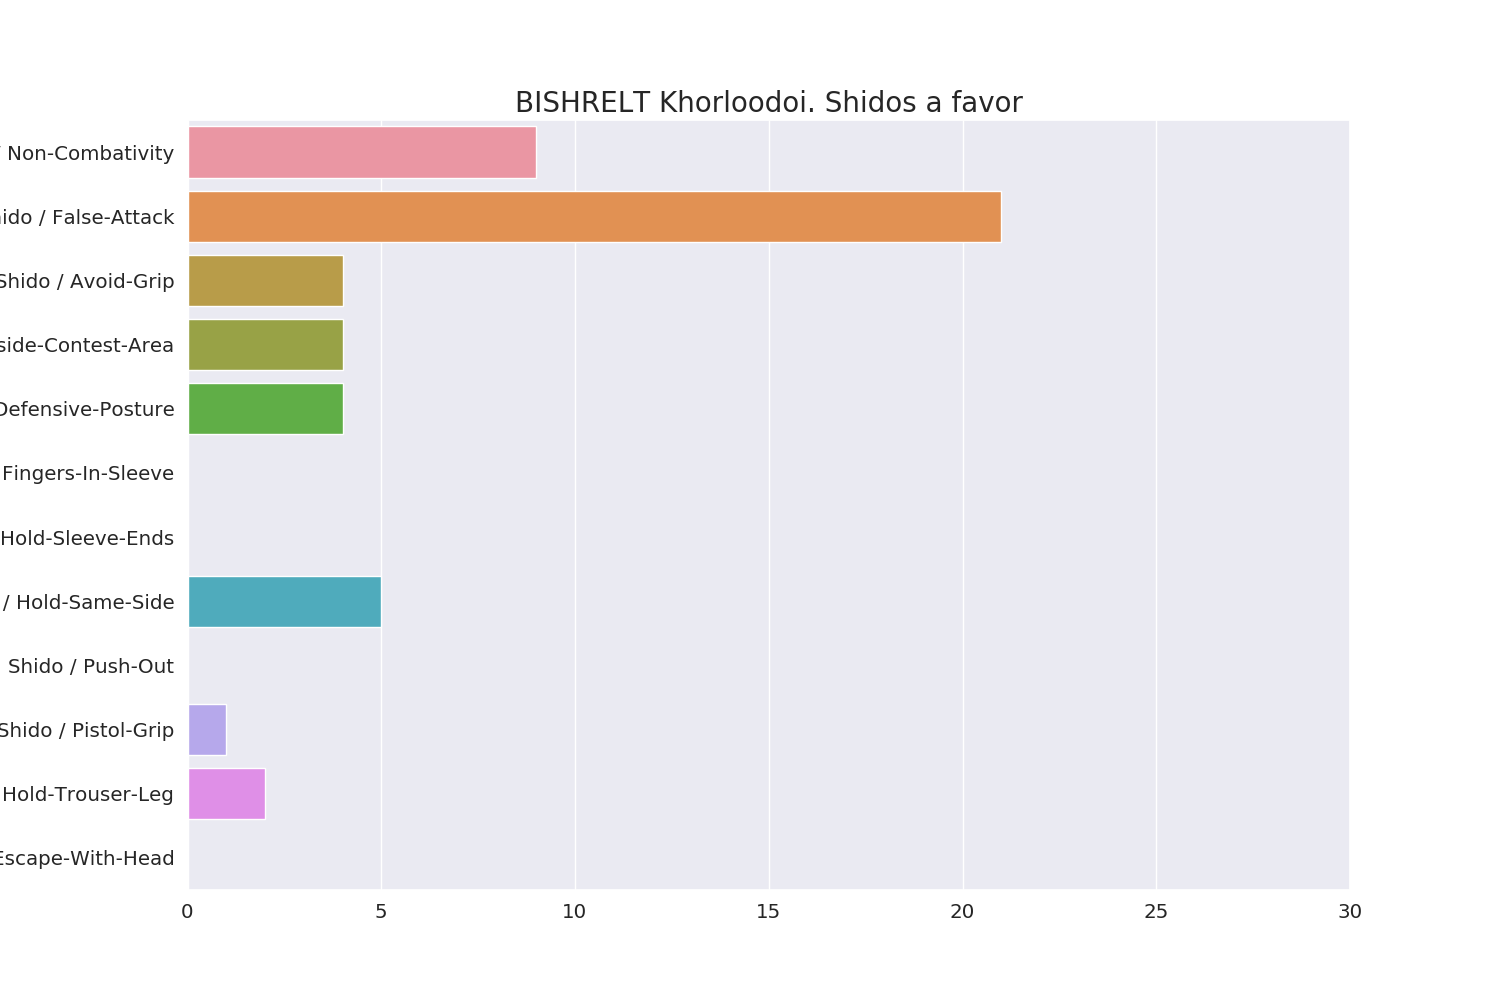 BISHRELT Khorloodoi. Shidos a favor
/ Non-Combativity
ido / False-Attack
Shido / Avoid-Grip
side-Contest-Area
Defensive-Posture
Fingers-In-Sleeve
Hold-Sleeve-Ends
/ Hold-Same-Side
Shido / Push-Out
Shido / Pistol-Grip
Hold-Trouser-Leg
Escape-With-Head
0 5 10 15 20 25 30